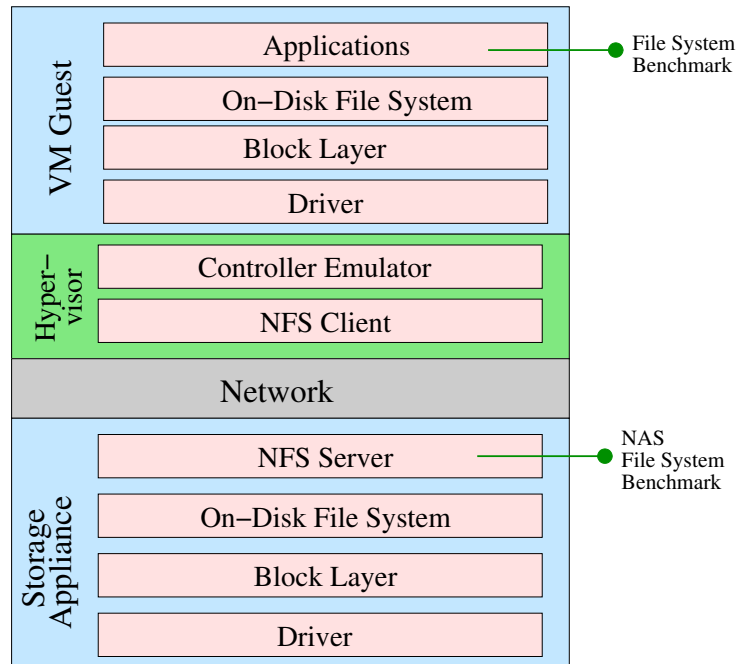 VM Guest
Applications
On−Disk File System
Block Layer
Driver
File System
Benchmark
Hyper−
visor
Controller Emulator
NFS Client
Network
Storage
Appliance
NFS Server
On−Disk File System
Block Layer
Driver
NAS
File System
Benchmark